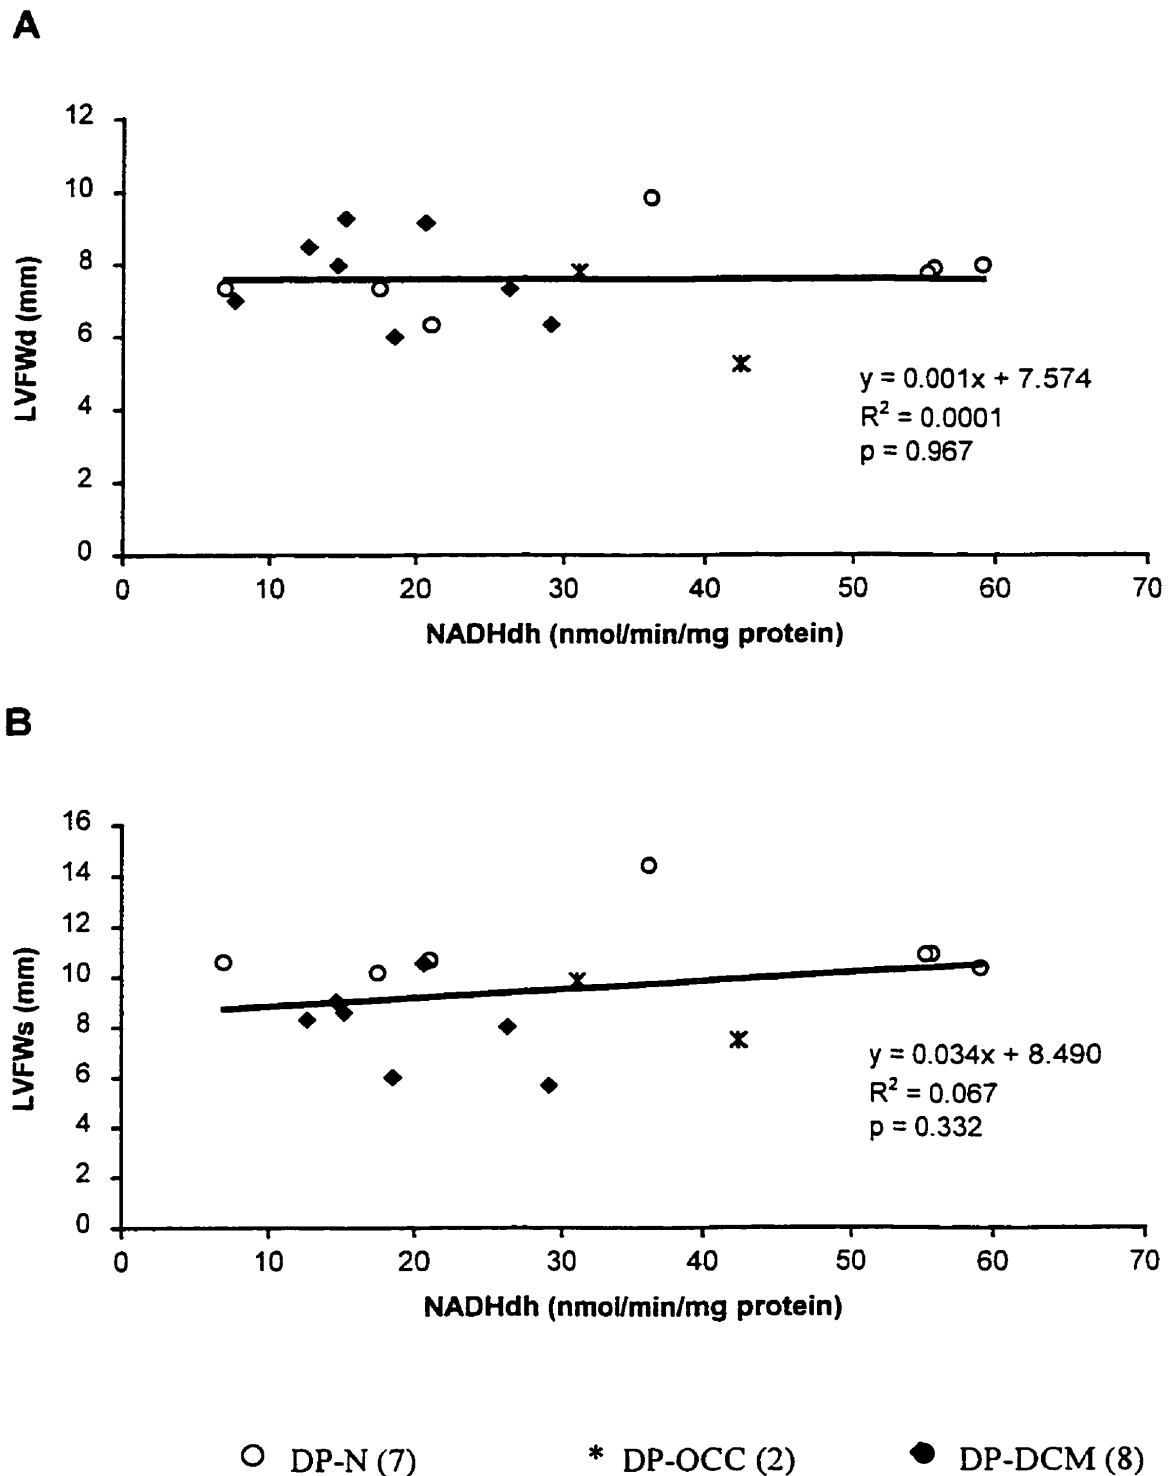 A
12
10
8
6
4
2
0
LVFWd (mm)
y = 0.001x + 7.574
R² = 0.0001
p = 0.967
0 10 20 30 40 50 60 70
NADHdh (nmol/min/mg protein)
B
16
14
12
10
8
6
4
2
0
LVFWs (mm)
y = 0.034x + 8.490
R² = 0.067
p = 0.332
0 10 20 30 40 50 60 70
NADHdh (nmol/min/mg protein)
DP-N (7) DP-OCC (2) DP-DCM (8)